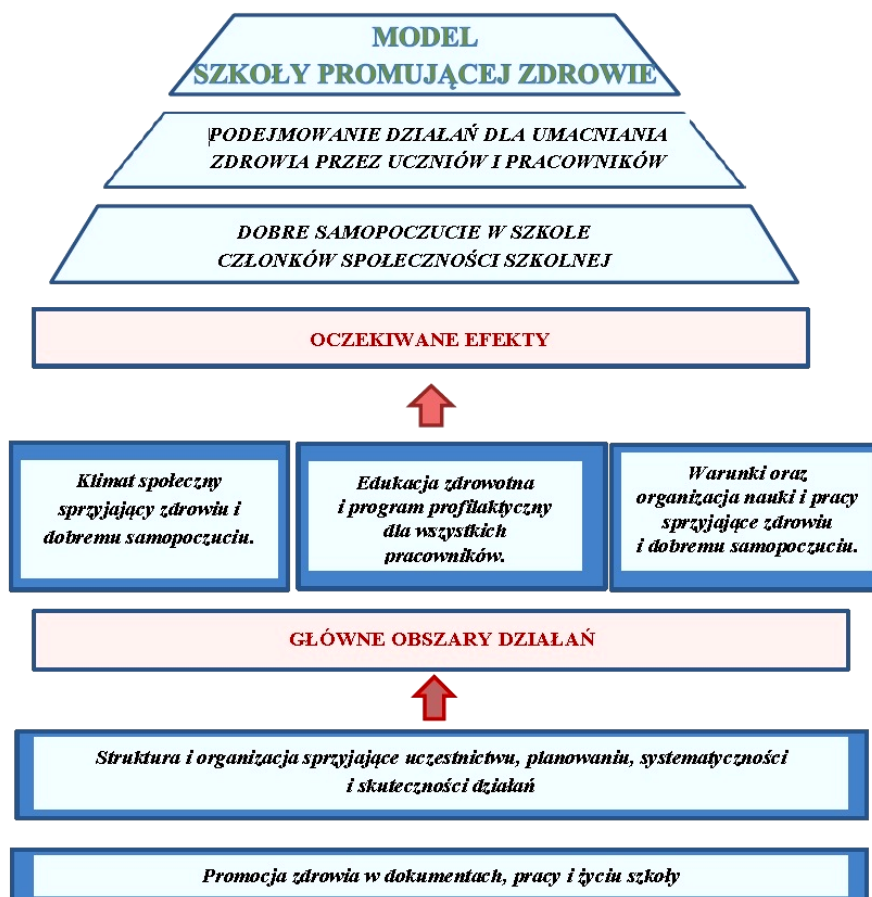 MODEL
SZKOŁY PROMUJĄCEJ ZDROWIE
PODEJMOWANIE DZIAŁAŃ DLA UMACNIANIA
ZDROWIA PRZEZ UCZNIÓW I PRACOWNIKÓW
DOBRE SAMOPOCZUCIE W SZKOLE
CZŁONKÓW SPOŁECZNOŚCI SZKOLNEJ
OCZEKIWANE EFEKTY
Klimat społeczny
sprzyjający zdrowiu i
dobremu samopoczuciu.
Edukacja zdrowotna
i program profilaktyczny
dla wszystkich
pracowników.
Warunki oraz
organizacja nauki i pracy
sprzyjające zdrowiu
i dobremu samopoczuciu.
GŁÓWNE OBSZARY DZIAŁAŃ
Struktura i organizacja sprzyjające uczestnictwu, planowaniu, systematyczności
i skuteczności działań
Promocja zdrowia w dokumentach, pracy i życiu szkoły